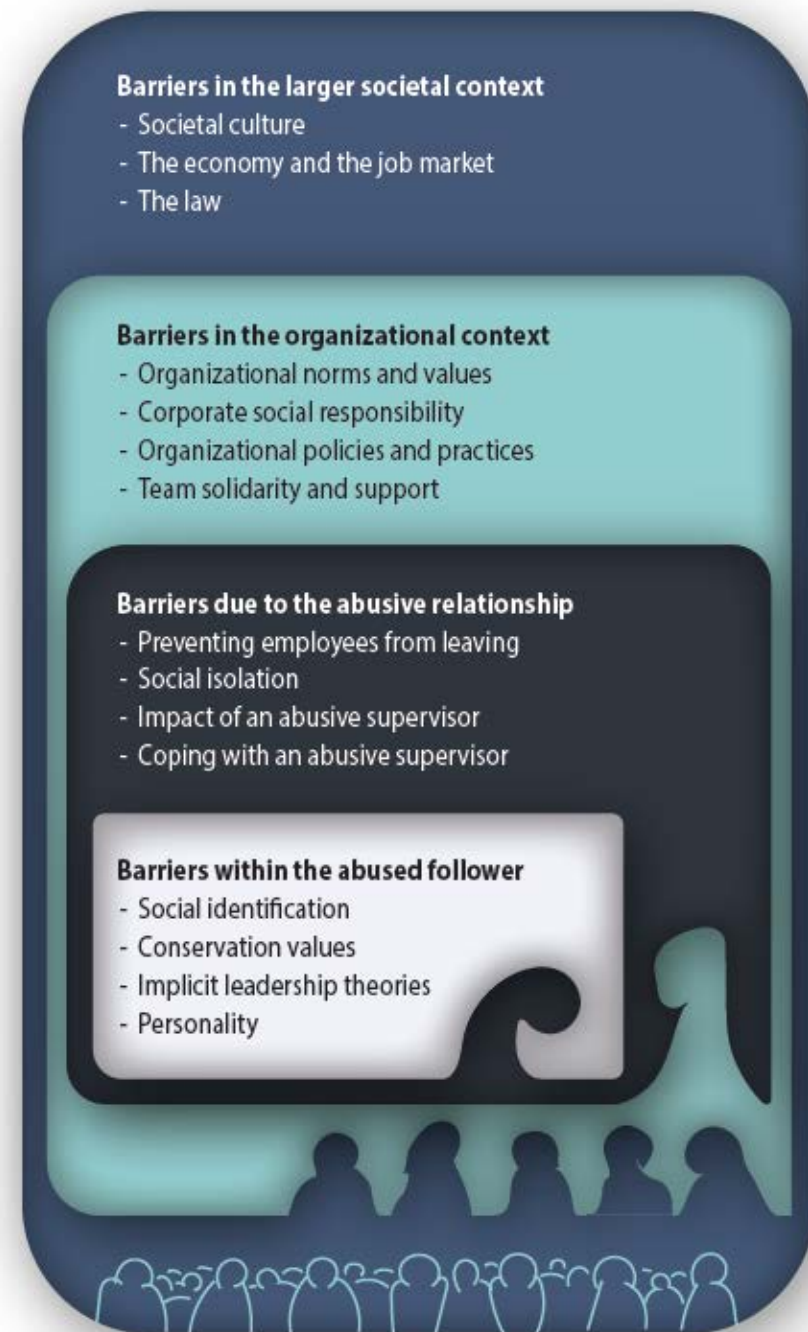 Barriers in the larger societal context
- Societal culture
- The economy and the job market
- The law
Barriers in the organizational context
- Organizational norms and values
- Corporate social responsibility
- Organizational policies and practices
- Team solidarity and support
Barriers due to the abusive relationship
- Preventing employees from leaving
- Social isolation
- Impact of an abusive supervisor
- Coping with an abusive supervisor
Barriers within the abused follower
- Social identification
- Conservation values
- Implicit leadership theories
- Personality